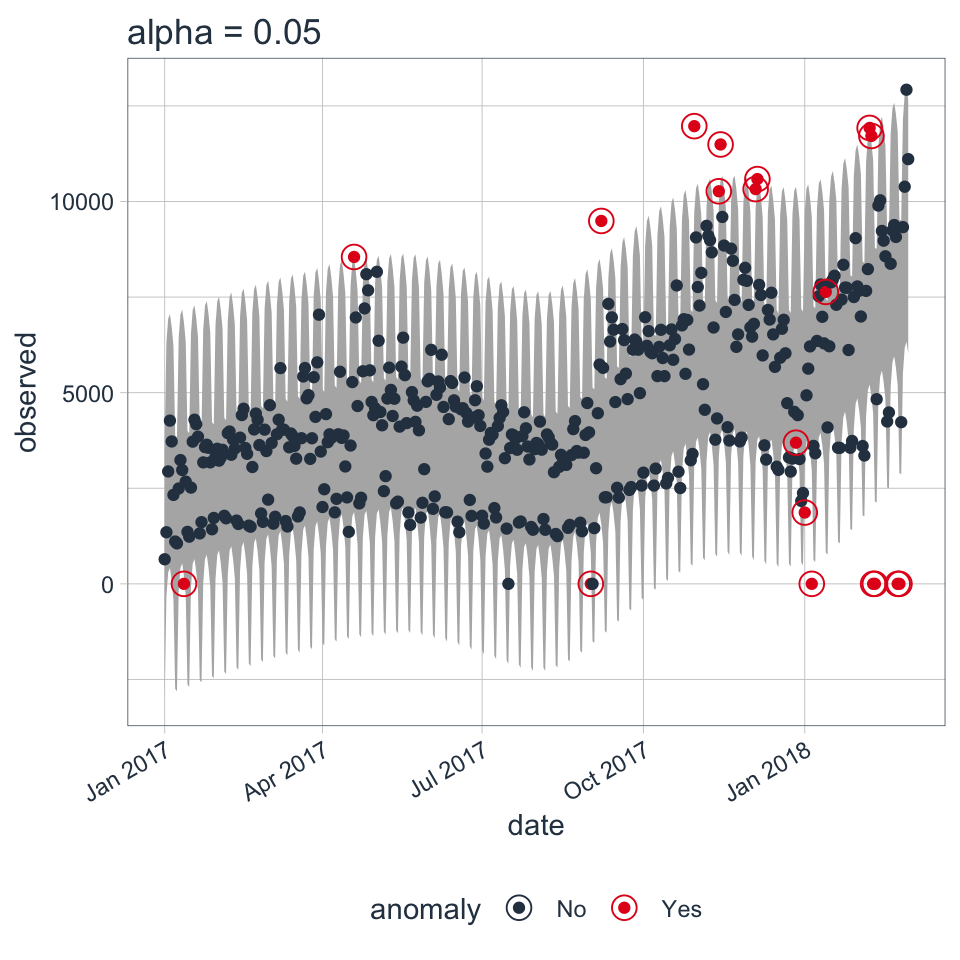 alpha = 0.05
observed
10000
5000
0
Jan 2017
Apr 2017
Jul 2017
Oct 2017
Jan 2018
date
anomaly No Yes